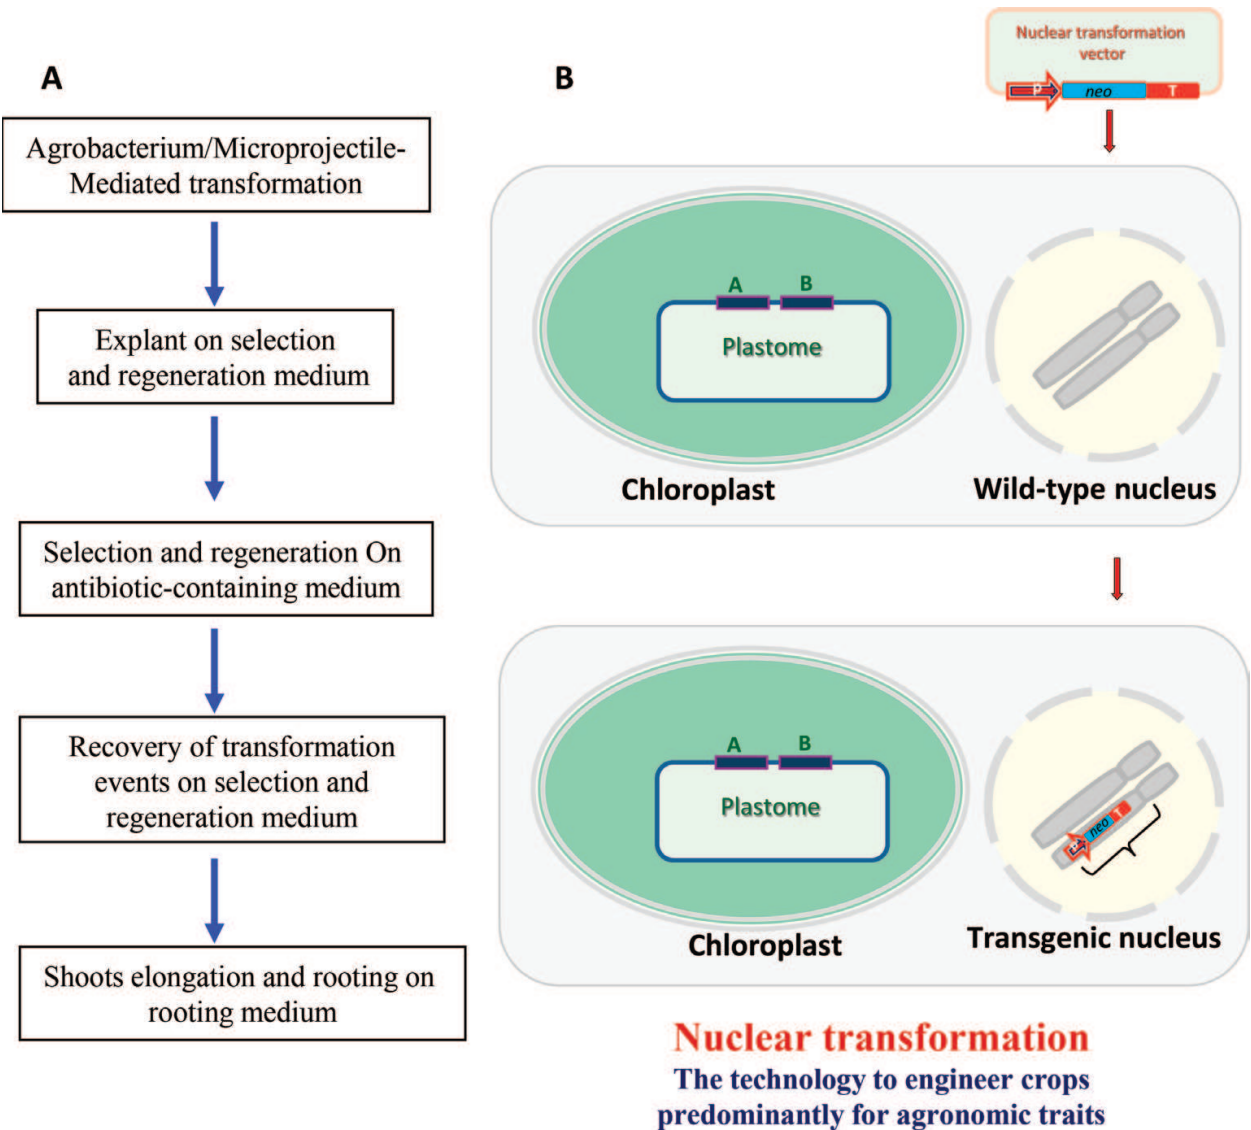 A
Agrobacterium/Microprojectile-
Mediated transformation
Explant on selection
and regeneration medium
Selection and regeneration On
antibiotic-containing medium
Recovery of transformation
events on selection and
regeneration medium
Shoots elongation and rooting on
rooting medium
B
Nuclear transformation
vector
P neo T
A B
Plastome
Chloroplast
Wild-type nucleus
A B
Plastome
neo T
Chloroplast
Transgenic nucleus
Nuclear transformation
The technology to engineer crops
predominantly for agronomic traits